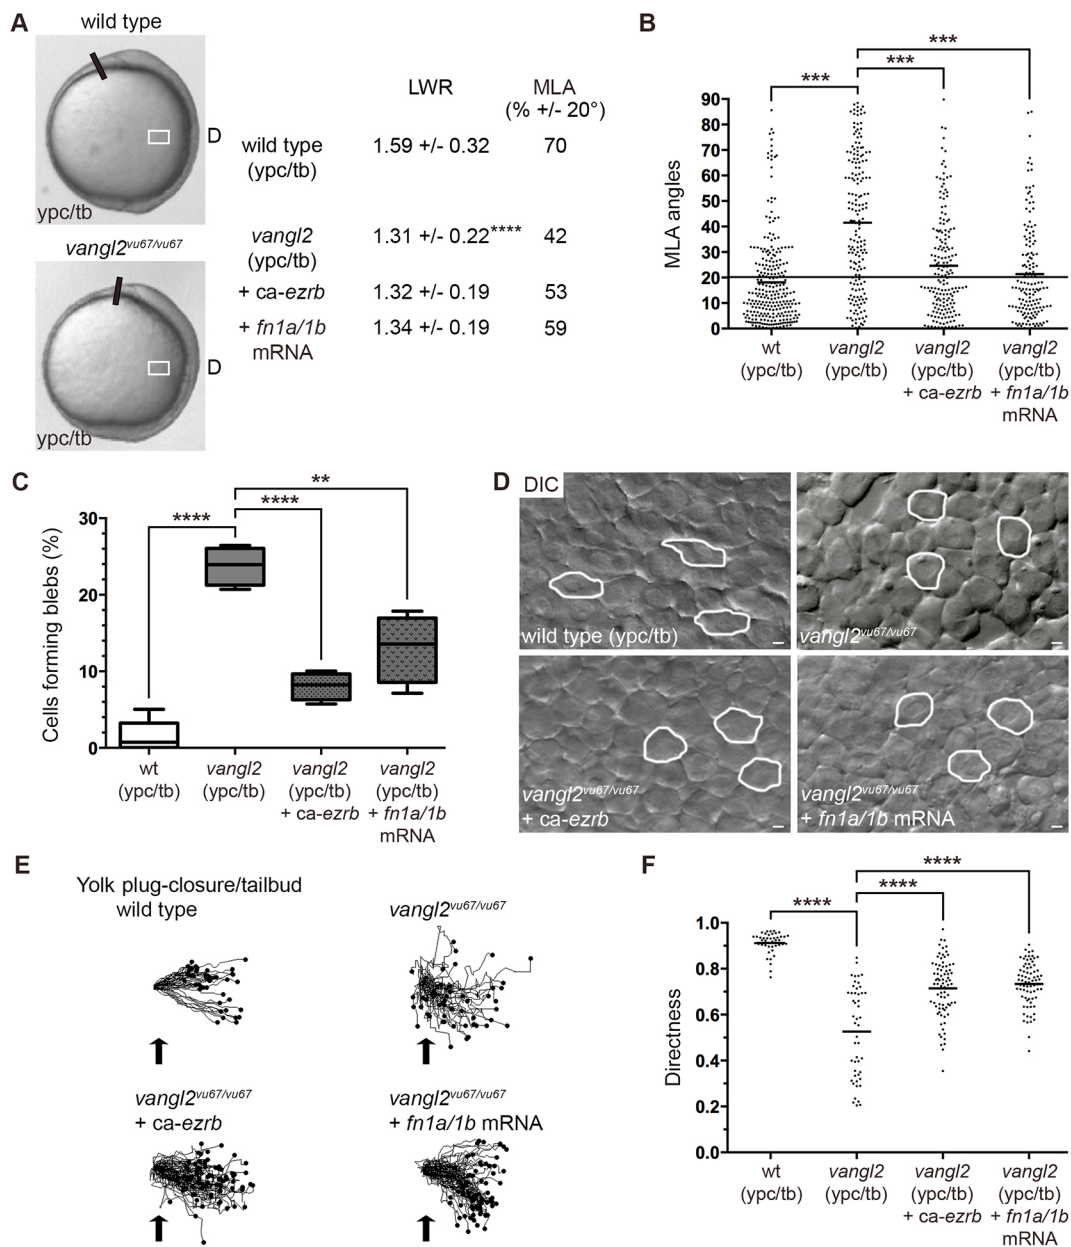 A
wild type
D
ypc/tb
vangl2vu67/vu67
D
ypc/tb
LWR MLA
(% +/- 20°)
wild type 1.59 +/- 0.32 70
(ypc/tb)
vangl2 1.31 +/- 0.22**** 42
(ypc/tb)
+ ca-ezrb 1.32 +/- 0.19 53
+ fn1a/1b 1.34 +/- 0.19 59
mRNA
B
***
***
***
MLA angles
90
80
70
60
50
40
30
20
10
0
wt
(ypc/tb)
vangl2
(ypc/tb)
vangl2
(ypc/tb)
+ ca-ezrb
vangl2
(ypc/tb)
+ fn1a/1b
mRNA
C
**
****
****
Cells forming blebs (%)
30
20
10
0
wt
(ypc/tb)
vangl2
(ypc/tb)
vangl2
(ypc/tb)
+ ca-ezrb
vangl2
(ypc/tb)
+ fn1a/1b
mRNA
D
DIC
wild type (ypc/tb)
vangl2vu67/vu67
vangl2vu67/vu67
+ ca-ezrb
vangl2vu67/vu67
+ fn1a/1b mRNA
E
Yolk plug-closure/tailbud
wild type
vangl2vu67/vu67
vangl2vu67/vu67
+ ca-ezrb
vangl2vu67/vu67
+ fn1a/1b mRNA
F
****
****
****
Directness
1.0
0.8
0.6
0.4
0.2
0.0
wt
(ypc/tb)
vangl2
(ypc/tb)
vangl2
(ypc/tb)
+ ca-ezrb
vangl2
(ypc/tb)
+ fn1a/1b
mRNA